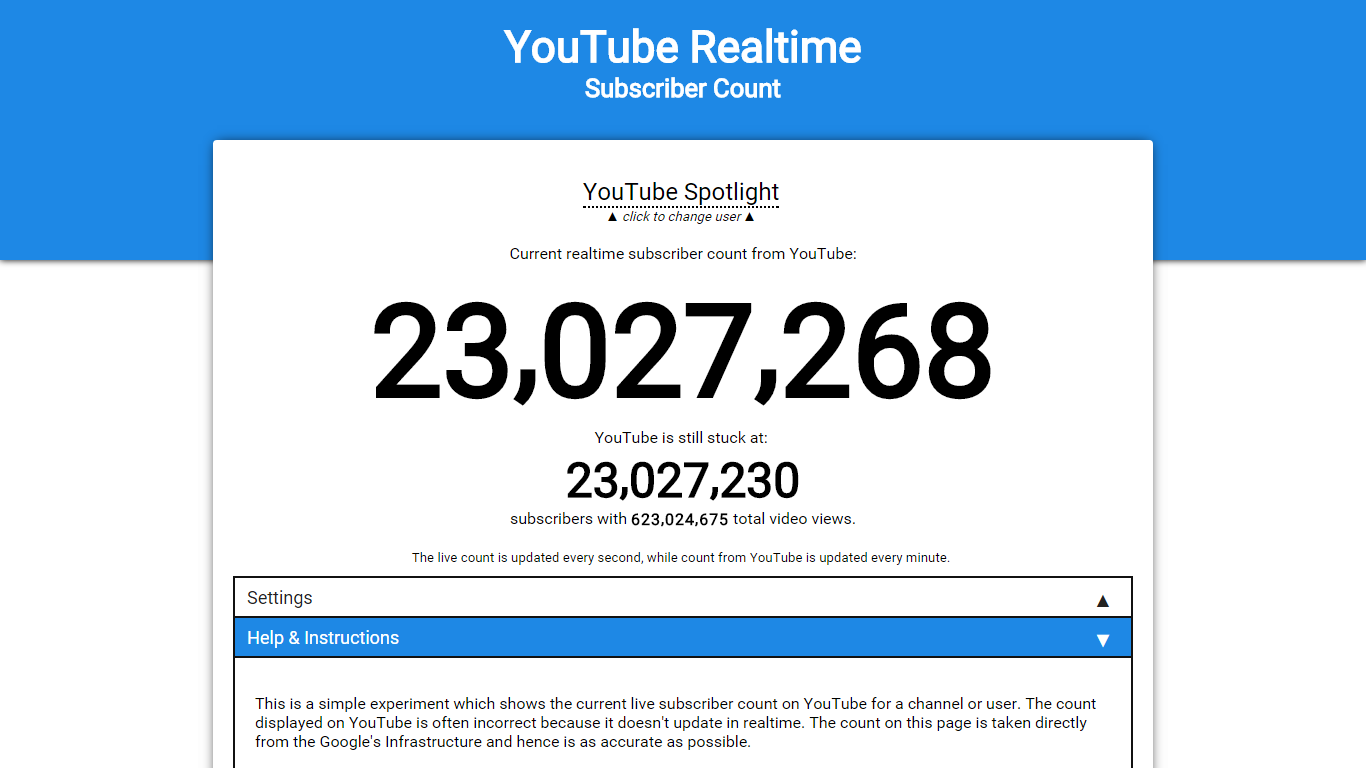 YouTube Realtime
Subscriber Count
YouTube Spotlight
▲ click to change user ▲
Current realtime subscriber count from YouTube:
23,027,268
YouTube is still stuck at:
23,027,230
subscribers with 623,024,675 total video views.
The live count is updated every second, while count from YouTube is updated every minute.
Settings ▲
Help & Instructions ▼
This is a simple experiment which shows the current live subscriber count on YouTube for a channel or user. The count
displayed on YouTube is often incorrect because it doesn't update in realtime. The count on this page is taken directly
from the Google's Infrastructure and hence is as accurate as possible.